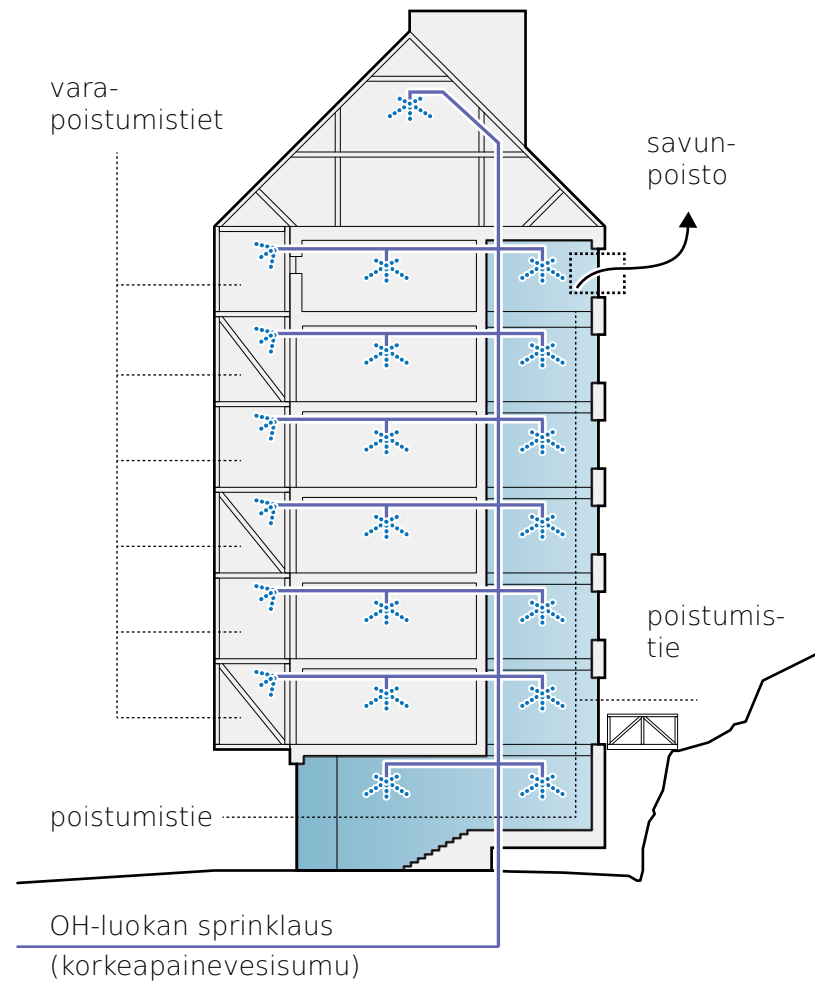 vara-
poistumistiet
savun-
poisto
poistumis-
tie
poistumistie
OH-luokan sprinklaus
(korkeapainevesisumu)